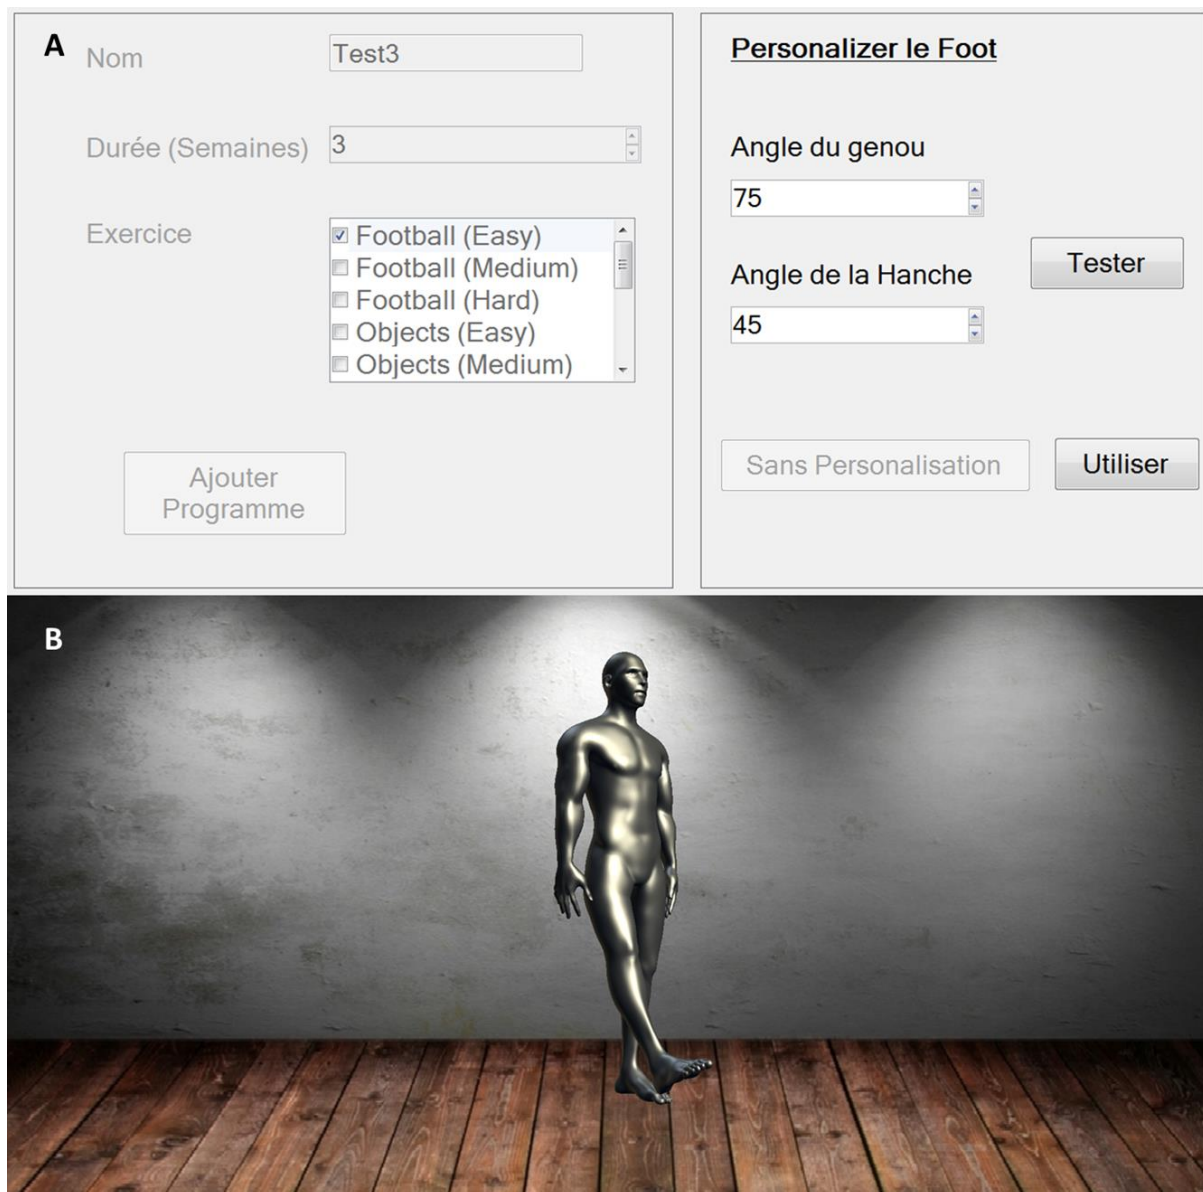 A
Nom
Test3
Durée (Semaines)
3
Exercice
Football (Easy)
Football (Medium)
Football (Hard)
Objects (Easy)
Objects (Medium)
Ajouter
Programme
Personalizer le Foot
Angle du genou
75
Angle de la Hanche
45
Tester
Sans Personalisation
Utiliser
B